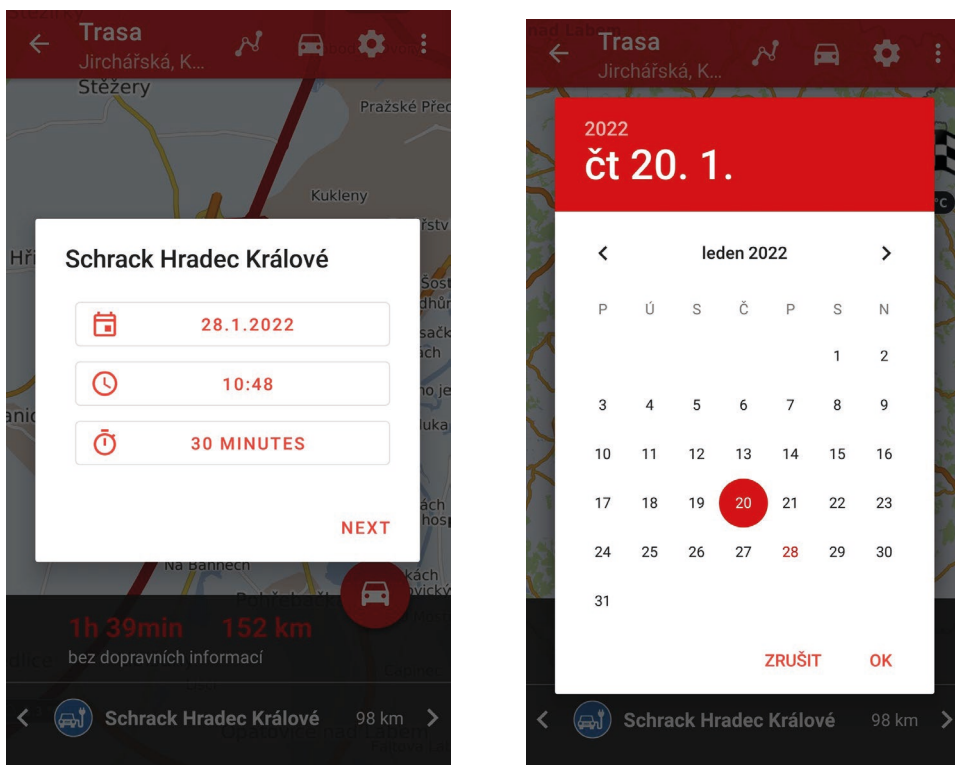 Trasa
Jirchářská, K...
Stěžery
Pražské Před
Kukleny
Schrack Hradec Králové
28.1.2022
10:48
30 MINUTES
NEXT
Na Bahnech
1h 39min 152 km
bez dopravních informací
Schrack Hradec Králové 98 km
Trasa
Jirchářská, K...
2022
čt 20. 1.
leden 2022
P Ú S Č P S N
1 2
3 4 5 6 7 8 9
10 11 12 13 14 15 16
17 18 19 20 21 22 23
24 25 26 27 28 29 30
31
ZRUŠIT OK
Schrack Hradec Králové 98 km